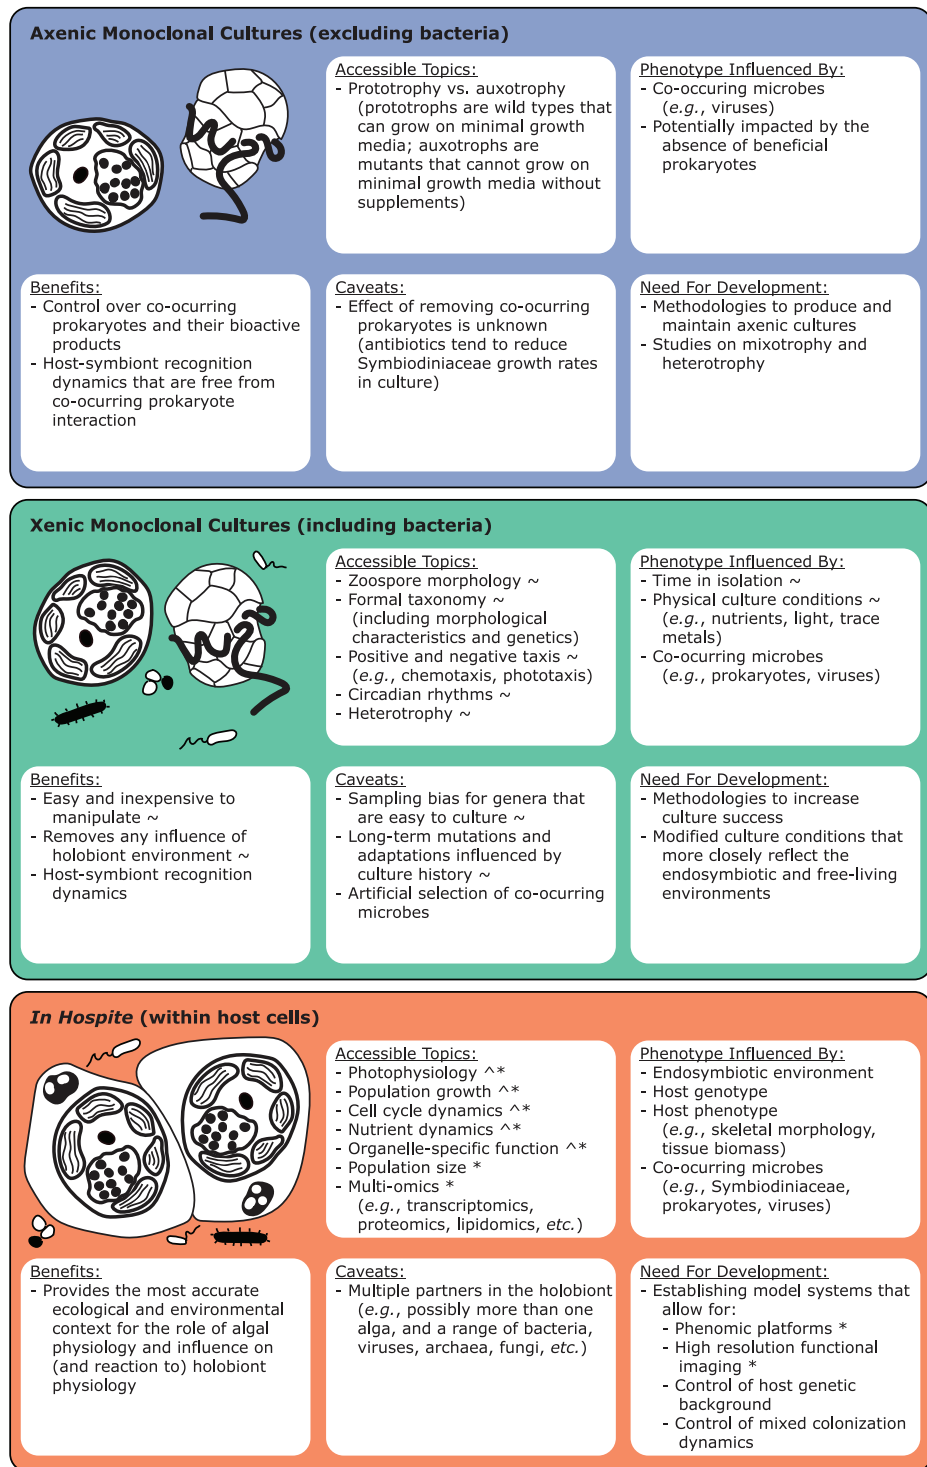 Axenic Monoclonal Cultures (excluding bacteria)
Accessible Topics:
- Prototrophy vs. auxotrophy
(prototrophs are wild types that
can grow on minimal growth
media; auxotrophs are
mutants that cannot grow on
minimal growth media without
supplements)
Phenotype Influenced By:
- Co-occuring microbes
(e.g., viruses)
- Potentially impacted by the
absence of beneficial
prokaryotes
Benefits:
- Control over co-ocurring
prokaryotes and their bioactive
products
- Host-symbiont recognition
dynamics that are free from
co-ocurring prokaryote
interaction
Caveats:
- Effect of removing co-ocurring
prokaryotes is unknown
(antibiotics tend to reduce
Symbiodiniaceae growth rates
in culture)
Need For Development:
- Methodologies to produce and
maintain axenic cultures
- Studies on mixotrophy and
heterotrophy
Xenic Monoclonal Cultures (including bacteria)
Accessible Topics:
- Zoospore morphology ~
- Formal taxonomy ~
(including morphological
characteristics and genetics)
- Positive and negative taxis ~
(e.g., chemotaxis, phototaxis)
- Circadian rhythms ~
- Heterotrophy ~
Phenotype Influenced By:
- Time in isolation ~
- Physical culture conditions ~
(e.g., nutrients, light, trace
metals)
- Co-ocurring microbes
(e.g., prokaryotes, viruses)
Benefits:
- Easy and inexpensive to
manipulate ~
- Removes any influence of
holobiont environment ~
- Host-symbiont recognition
dynamics
Caveats:
- Sampling bias for genera that
are easy to culture ~
- Long-term mutations and
adaptations influenced by
culture history ~
- Artificial selection of co-ocurring
microbes
Need For Development:
- Methodologies to increase
culture success
- Modified culture conditions that
more closely reflect the
endosymbiotic and free-living
environments
In Hospite (within host cells)
Accessible Topics:
- Photophysiology ^*
- Population growth ^*
- Cell cycle dynamics ^*
- Nutrient dynamics ^*
- Organelle-specific function ^*
- Population size *
- Multi-omics *
(e.g., transcriptomics,
proteomics, lipidomics, etc.)
Phenotype Influenced By:
- Endosymbiotic environment
- Host genotype
- Host phenotype
(e.g., skeletal morphology,
tissue biomass)
- Co-ocurring microbes
(e.g., Symbiodiniaceae,
prokaryotes, viruses)
Benefits:
- Provides the most accurate
ecological and environmental
context for the role of algal
physiology and influence on
(and reaction to) holobiont
physiology
Caveats:
- Multiple partners in the holobiont
(e.g., possibly more than one
alga, and a range of bacteria,
viruses, archaea, fungi, etc.)
Need For Development:
- Establishing model systems that
allow for:
- Phenomic platforms *
- High resolution functional
imaging *
- Control of host genetic
background
- Control of mixed colonization
dynamics